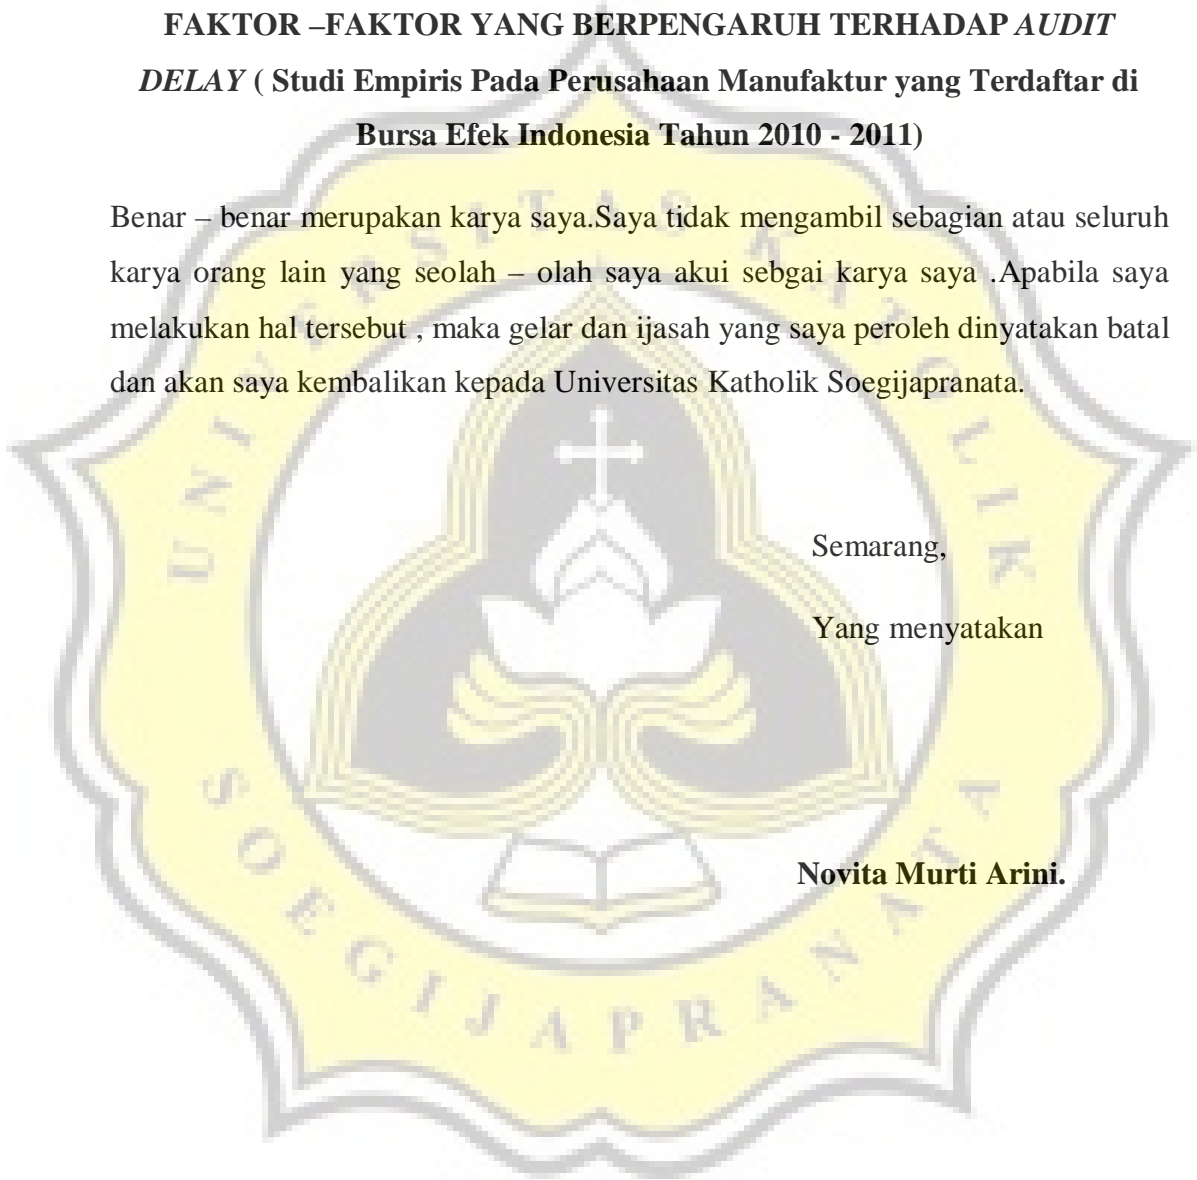 FAKTOR –FAKTOR YANG BERPENGARUH TERHADAP AUDIT
DELAY ( Studi Empiris Pada Perusahaan Manufaktur yang Terdaftar di
Bursa Efek Indonesia Tahun 2010 - 2011)
Benar – benar merupakan karya saya.Saya tidak mengambil sebagian atau seluruh
karya orang lain yang seolah – olah saya akui sebgai karya saya .Apabila saya
melakukan hal tersebut , maka gelar dan ijasah yang saya peroleh dinyatakan batal
dan akan saya kembalikan kepada Universitas Katholik Soegijapranata.
Semarang,
Yang menyatakan
Novita Murti Arini.
UNIVERSITAS KATOLIK
SOEGIJAPRANATA